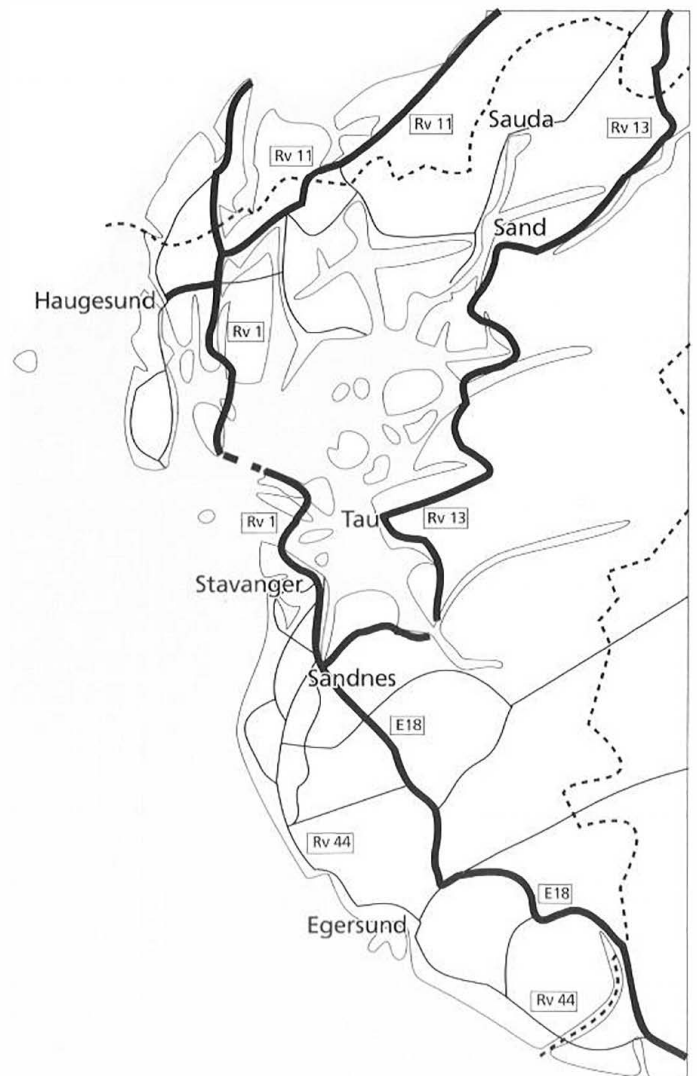 Sauda
Rv 11
Rv 13
Rv 11
Sand
Haugesund
Rv 1
Tau
Rv 13
Rv 1
Stavanger
Sandnes
E18
Rv 44
E18
Egersund
Rv 44